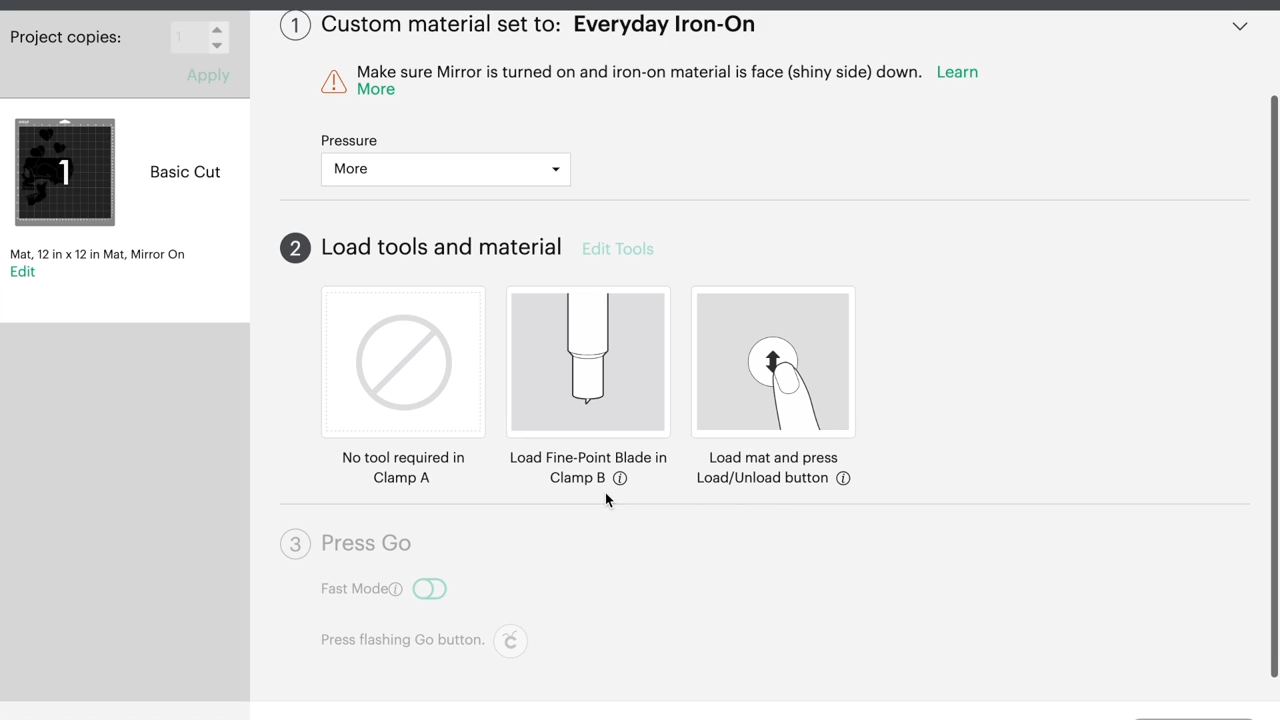 Project copies:
1
Apply
1
Basic Cut
Mat, 12 in x 12 in Mat, Mirror On
Edit
1 Custom material set to: Everyday Iron-On
Make sure Mirror is turned on and iron-on material is face (shiny side) down. Learn
More
Pressure
More
2 Load tools and material Edit Tools
No tool required in
Clamp A
Load Fine-Point Blade in
Clamp B
Load mat and press
Load/Unload button
3 Press Go
Fast Mode
Press flashing Go button.